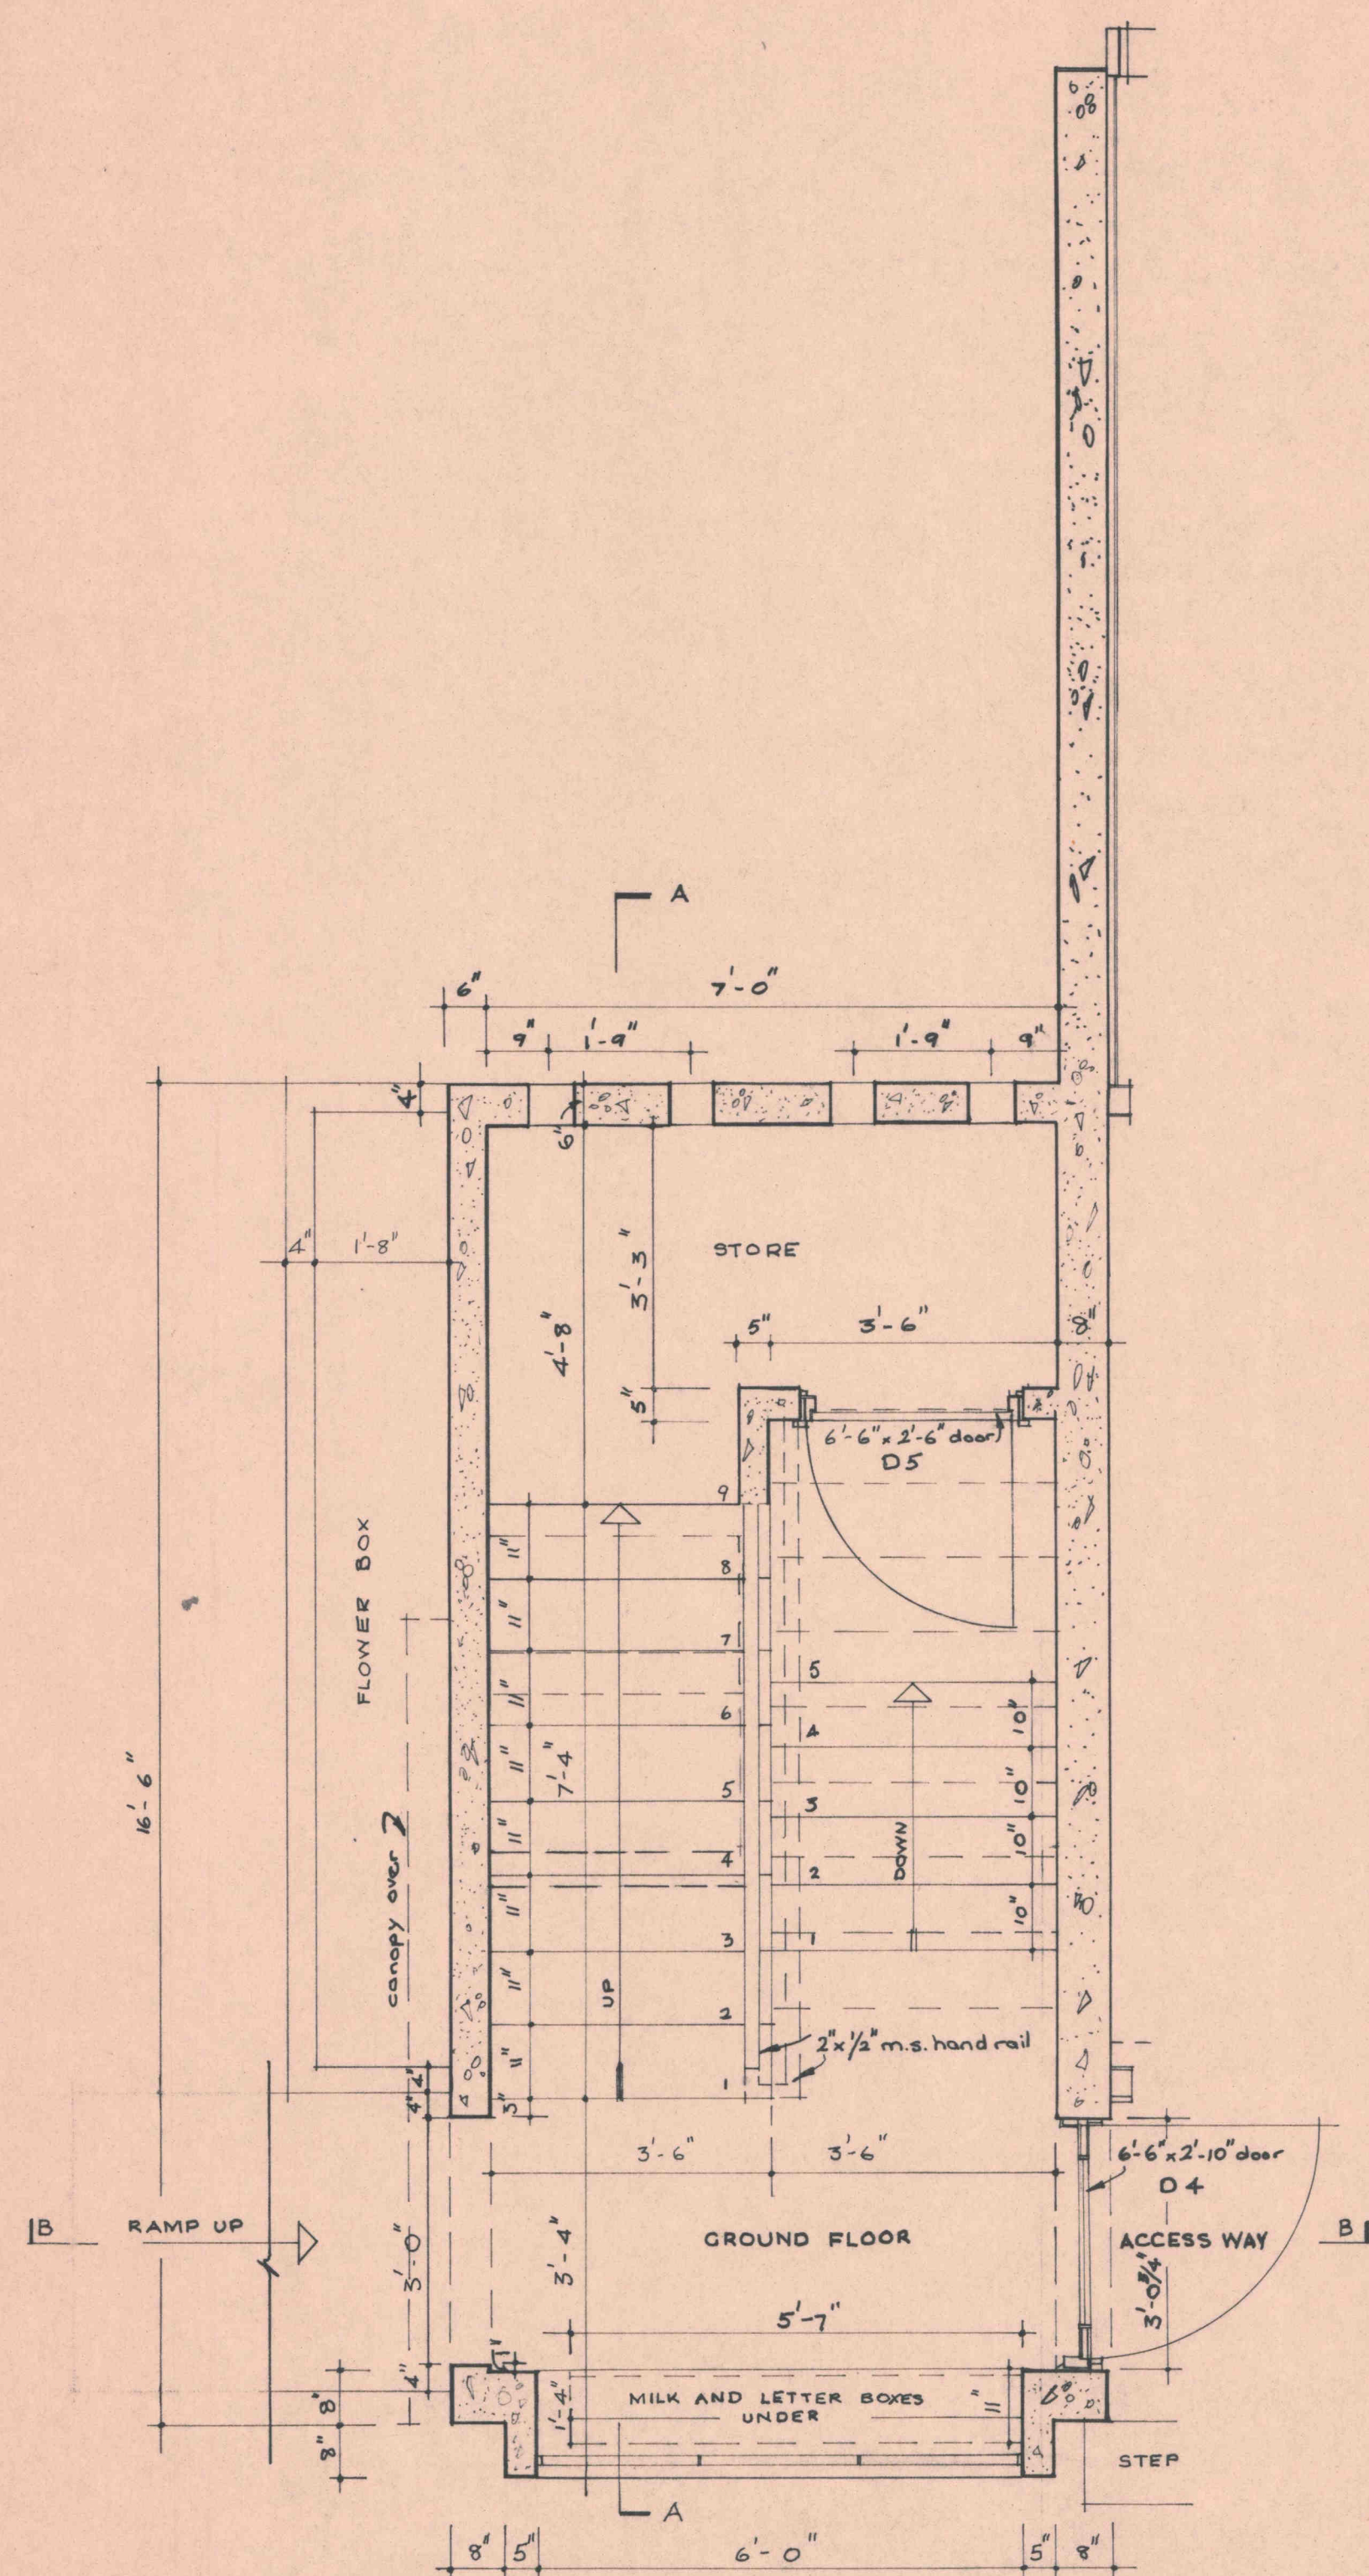 A
6" 7'-0"
9" 1'-9" 1'-9" 9"
4"
6"
4" 1'-8"
STORE
3'-3"
4'-8"
5" 3'-6" 8"
5"
6'-6" x 2'-6" door
D5
9
11"
8
11"
7
11"
5
6
10"
4
FLOWER BOX
11"
7'-4"
5
10"
3
16'-6"
11"
4
10"
2
DOWN
canopy over
11"
3
10"
1
11"
UP
2
2" x 1/2" m.s. hand rail
11"
1
4" 4"
3"
3'-6" 3'-6"
6'-6" x 2'-10" door
D4
B RAMP UP
GROUND FLOOR
ACCESS WAY B
3'-0"
3'-4"
3'-0 3/4"
5'-7"
1"
4"
8"
8"
1'-4"
MILK AND LETTER BOXES
UNDER
11"
STEP
A
8" 5" 6'-0" 5" 8"